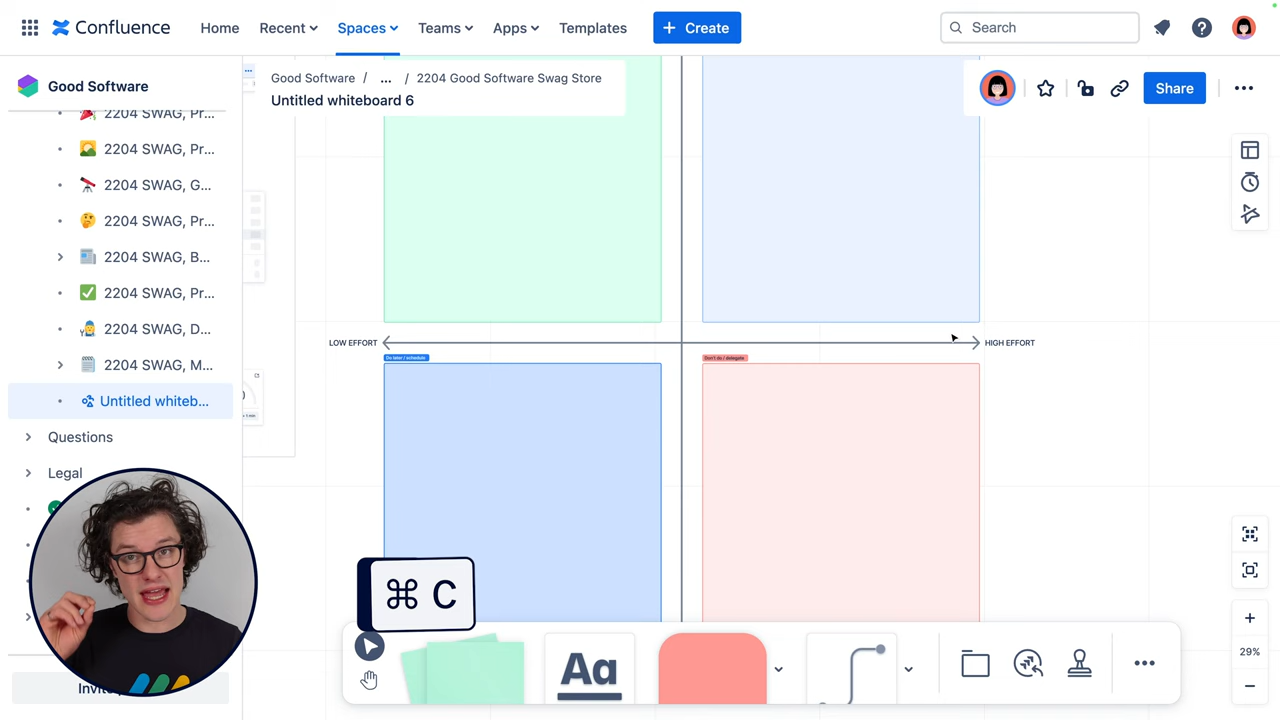 Confluence
Home
Recent
Spaces
Teams
Apps
Templates
+ Create
Search
Good Software
2204 SWAG, Pr...
2204 SWAG, Pr...
2204 SWAG, G...
2204 SWAG, Pr...
2204 SWAG, B...
2204 SWAG, Pr...
2204 SWAG, D...
2204 SWAG, M...
Untitled whiteb...
Questions
Legal
Good Software / ... / 2204 Good Software Swag Store
Untitled whiteboard 6
Share
LOW EFFORT
HIGH EFFORT
Do later / schedule
Don't do / delegate
⌘ C
Aa
29%